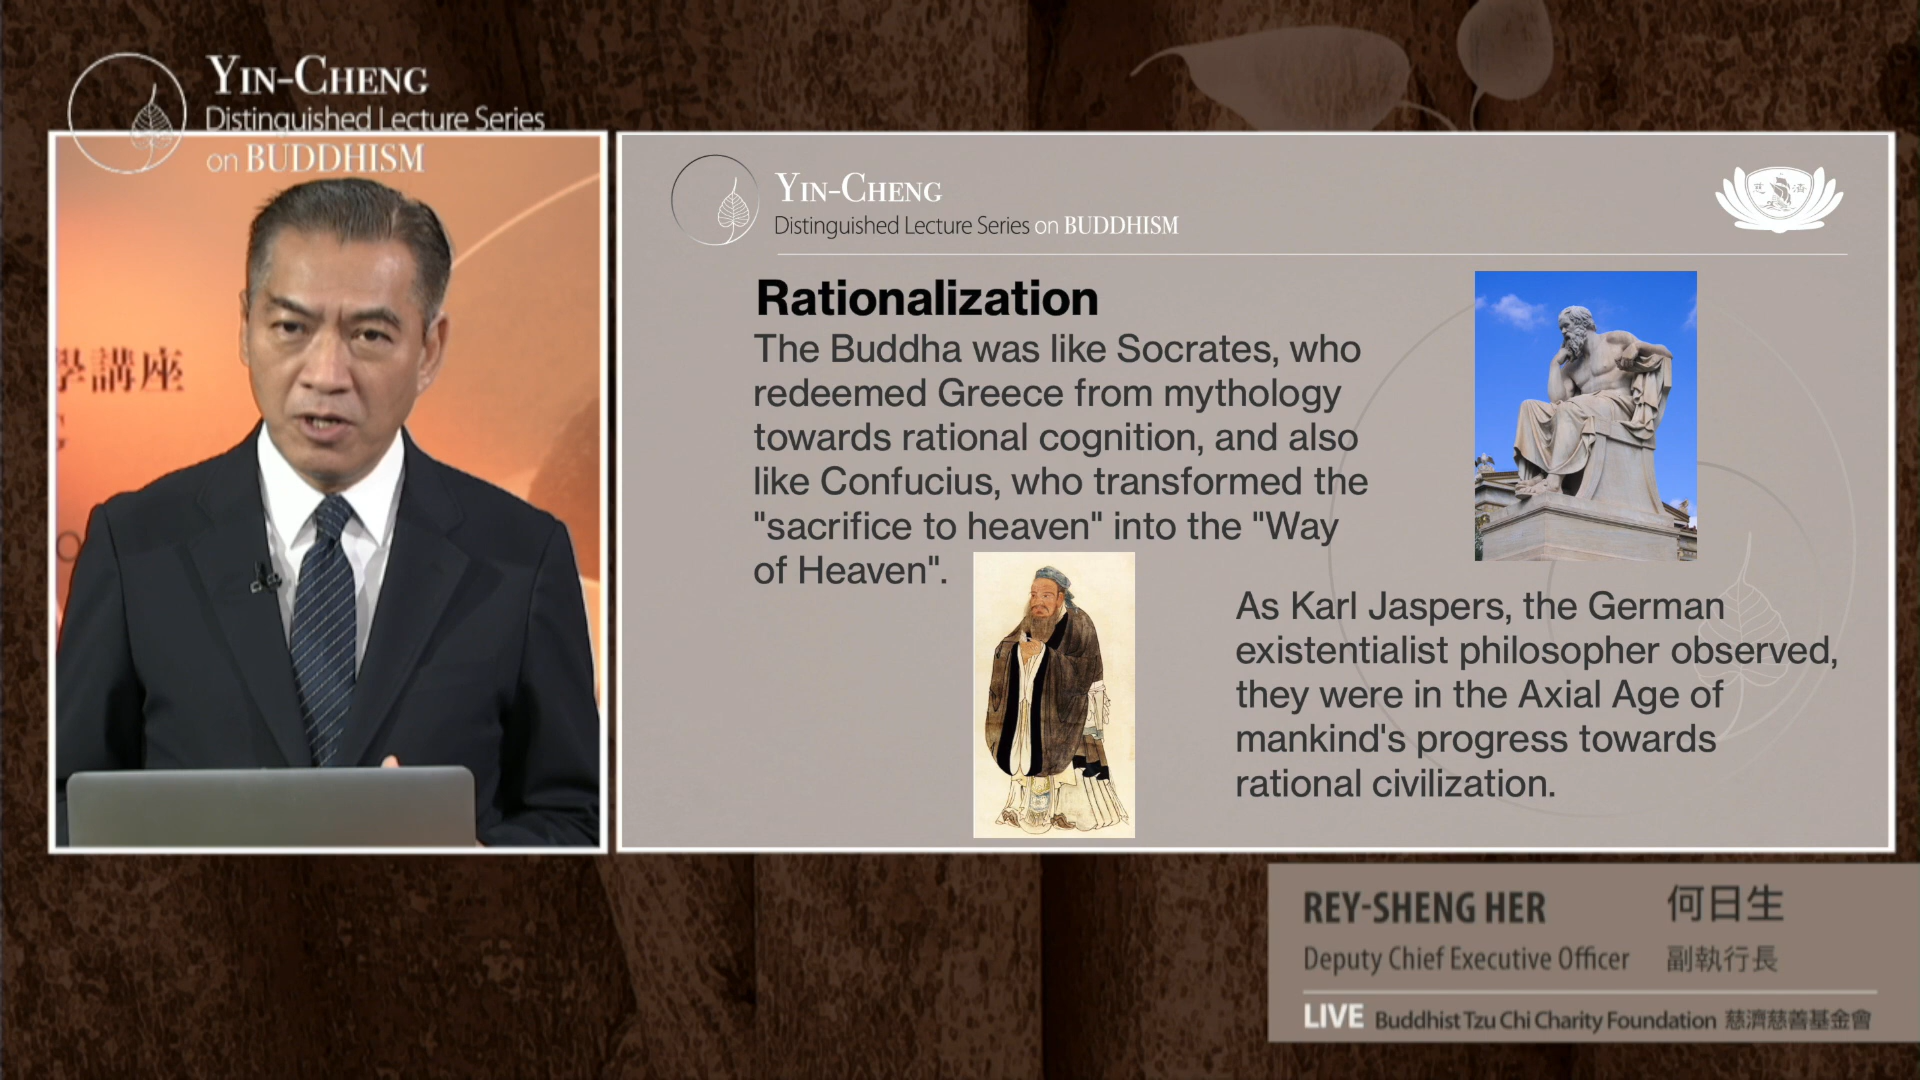 YIN-CHENG
Distinguished Lecture Series
on BUDDHISM
學講座
YIN-CHENG
Distinguished Lecture Series on BUDDHISM
慈 濟
Rationalization
The Buddha was like Socrates, who
redeemed Greece from mythology
towards rational cognition, and also
like Confucius, who transformed the
"sacrifice to heaven" into the "Way
of Heaven".
As Karl Jaspers, the German
existentialist philosopher observed,
they were in the Axial Age of
mankind's progress towards
rational civilization.
REY-SHENG HER 何日生
Deputy Chief Executive Officer 副執行長
LIVE Buddhist Tzu Chi Charity Foundation 慈濟慈善基金會